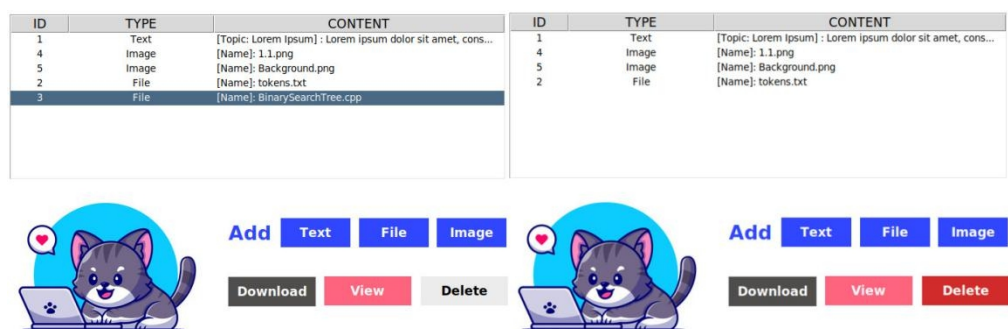 ID TYPE CONTENT
1 Text [Topic: Lorem Ipsum] : Lorem ipsum dolor sit amet, cons...
4 Image [Name]: 1.1.png
5 Image [Name]: Background.png
2 File [Name]: tokens.txt
3 File [Name]: BinarySearchTree.cpp
Add Text File Image
Download View Delete
ID TYPE CONTENT
1 Text [Topic: Lorem Ipsum] : Lorem ipsum dolor sit amet, cons...
4 Image [Name]: 1.1.png
5 Image [Name]: Background.png
2 File [Name]: tokens.txt
Add Text File Image
Download View Delete